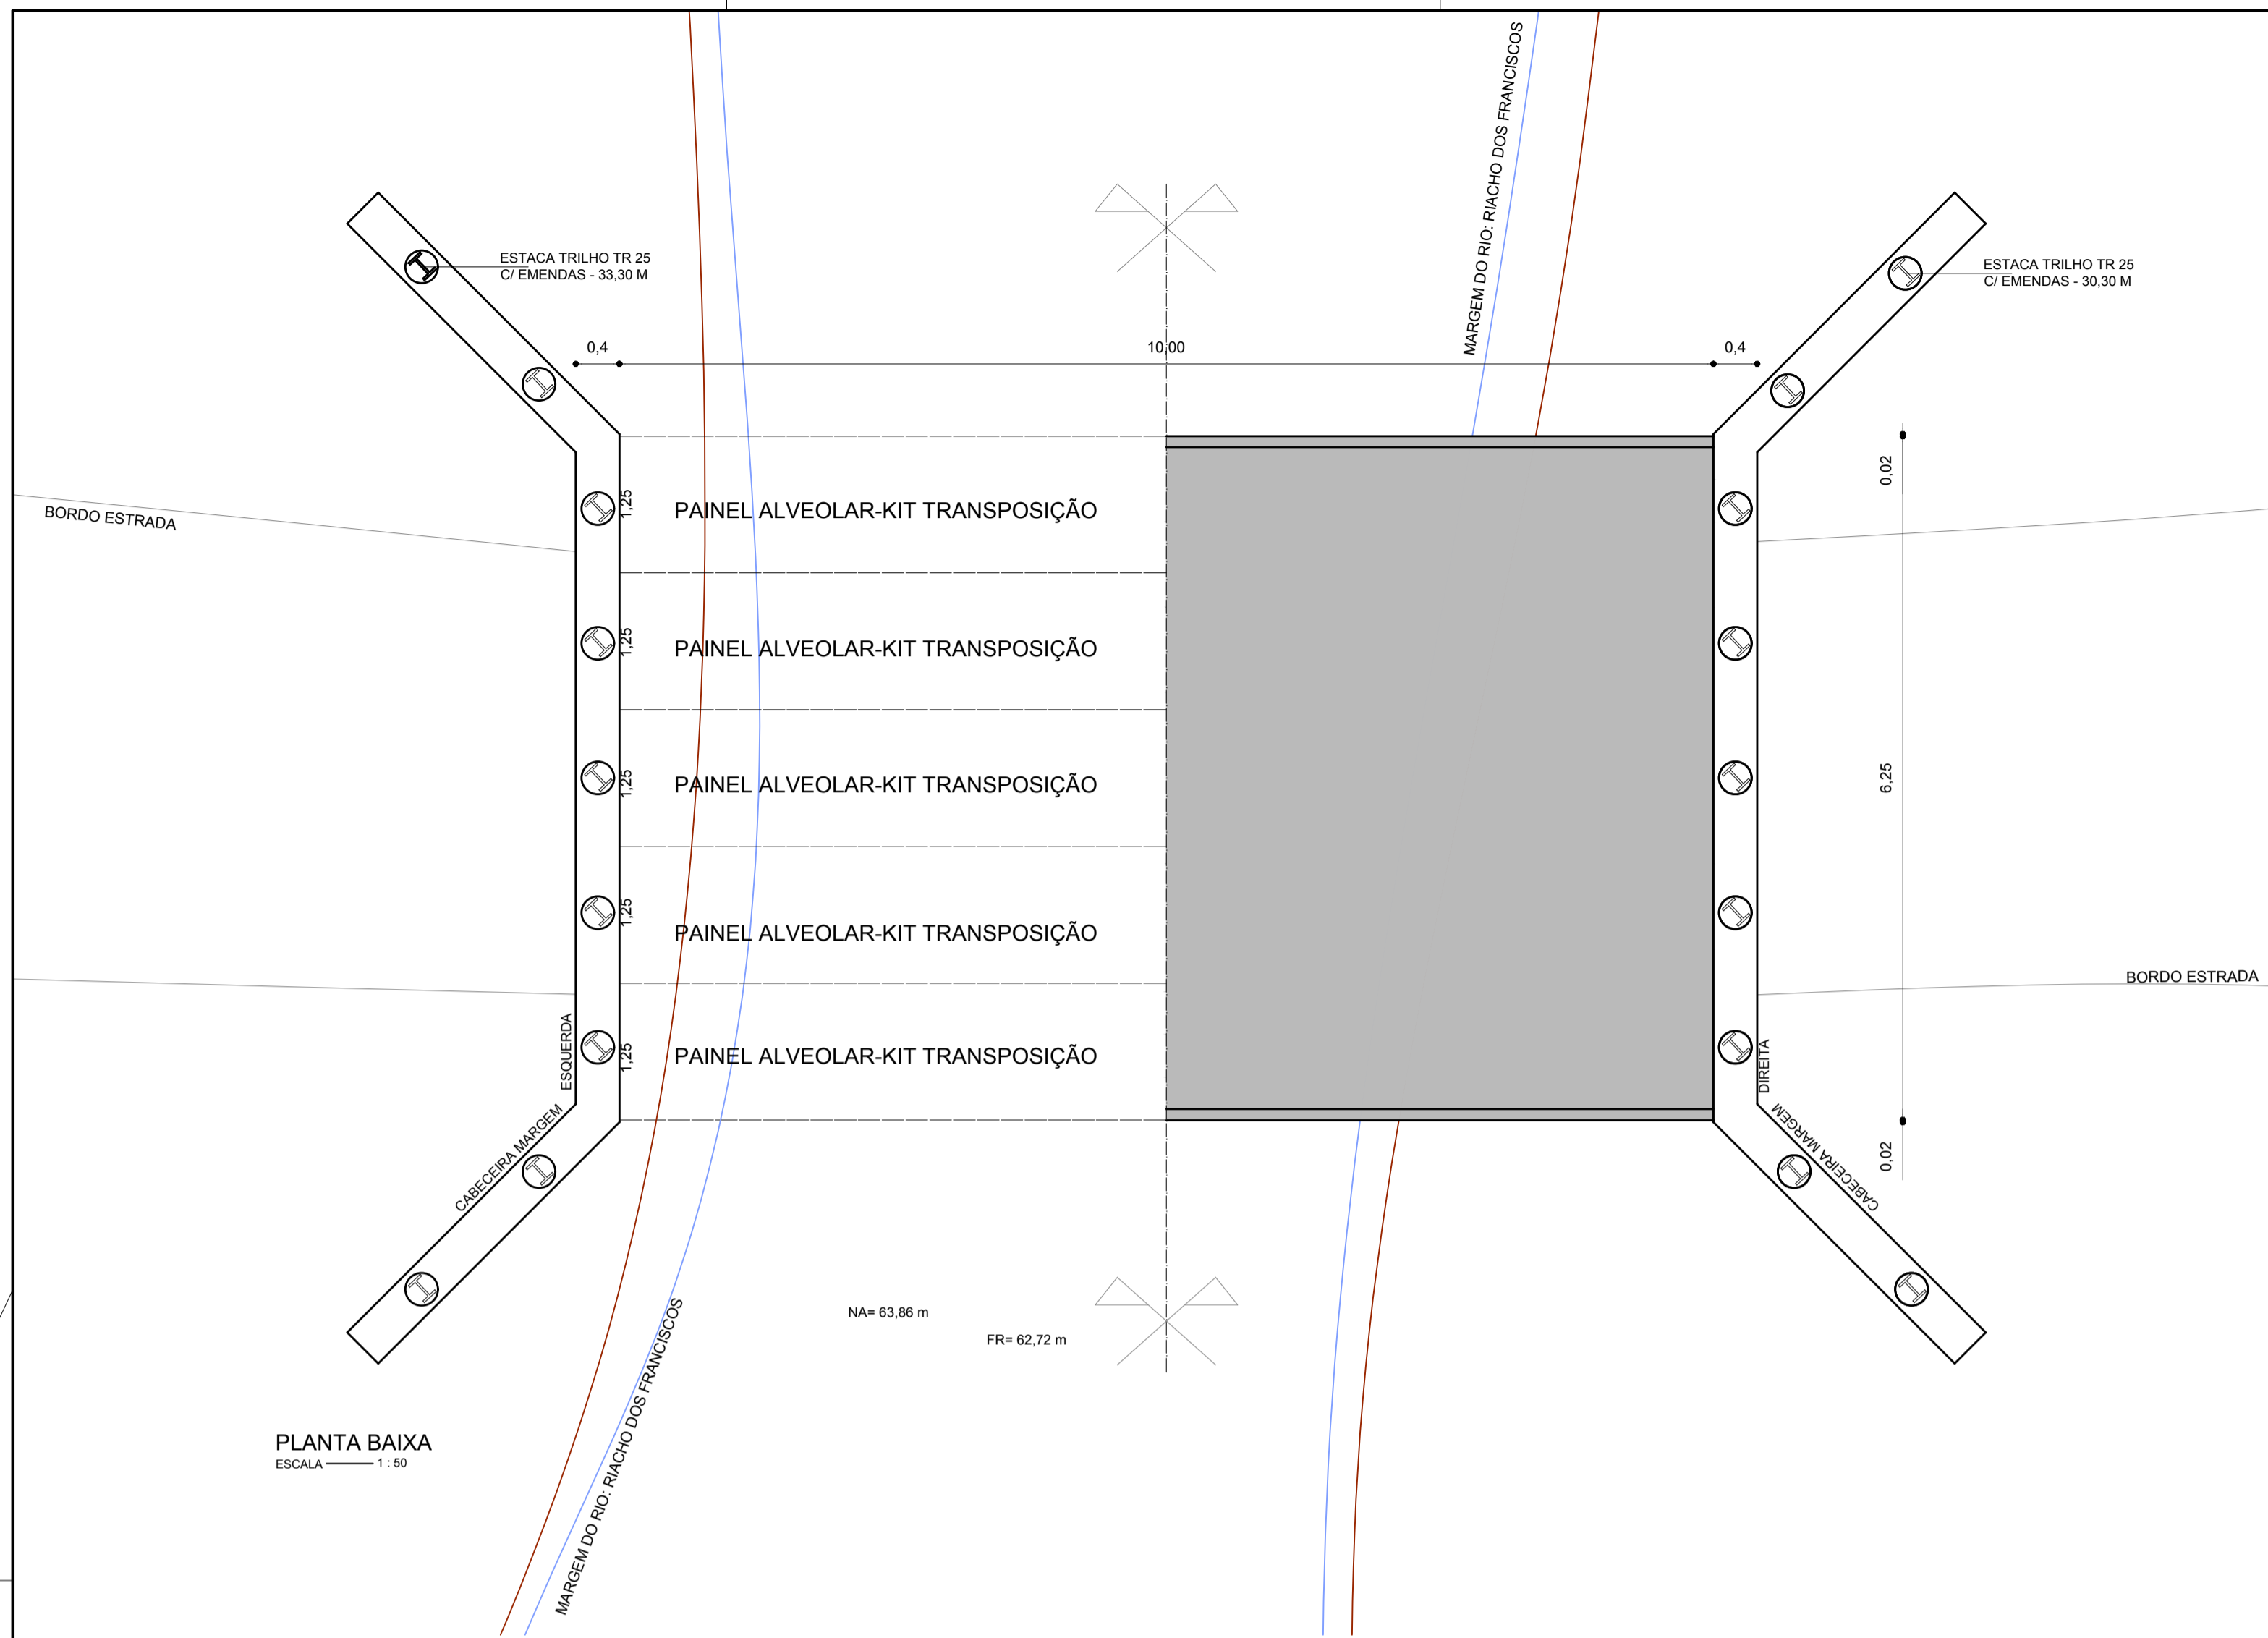 MARGEM DO RIO: RIACHO DOS FRANCISCOS
ESTACA TRILHO TR 25
C/ EMENDAS - 33,30 M
ESTACA TRILHO TR 25
C/ EMENDAS - 30,30 M
0,4
10,00
0,4
0,02
BORDO ESTRADA
1,25
PAINEL ALVEOLAR-KIT TRANSPOSIÇÃO
1,25
PAINEL ALVEOLAR-KIT TRANSPOSIÇÃO
1,25
PAINEL ALVEOLAR-KIT TRANSPOSIÇÃO
6,25
1,25
PAINEL ALVEOLAR-KIT TRANSPOSIÇÃO
BORDO ESTRADA
1,25
PAINEL ALVEOLAR-KIT TRANSPOSIÇÃO
CABECEIRA MARGEM ESQUERDA
CABECEIRA MARGEM DIREITA
0,02
NA= 63,86 m
FR= 62,72 m
MARGEM DO RIO: RIACHO DOS FRANCISCOS
PLANTA BAIXA
ESCALA 1 : 50